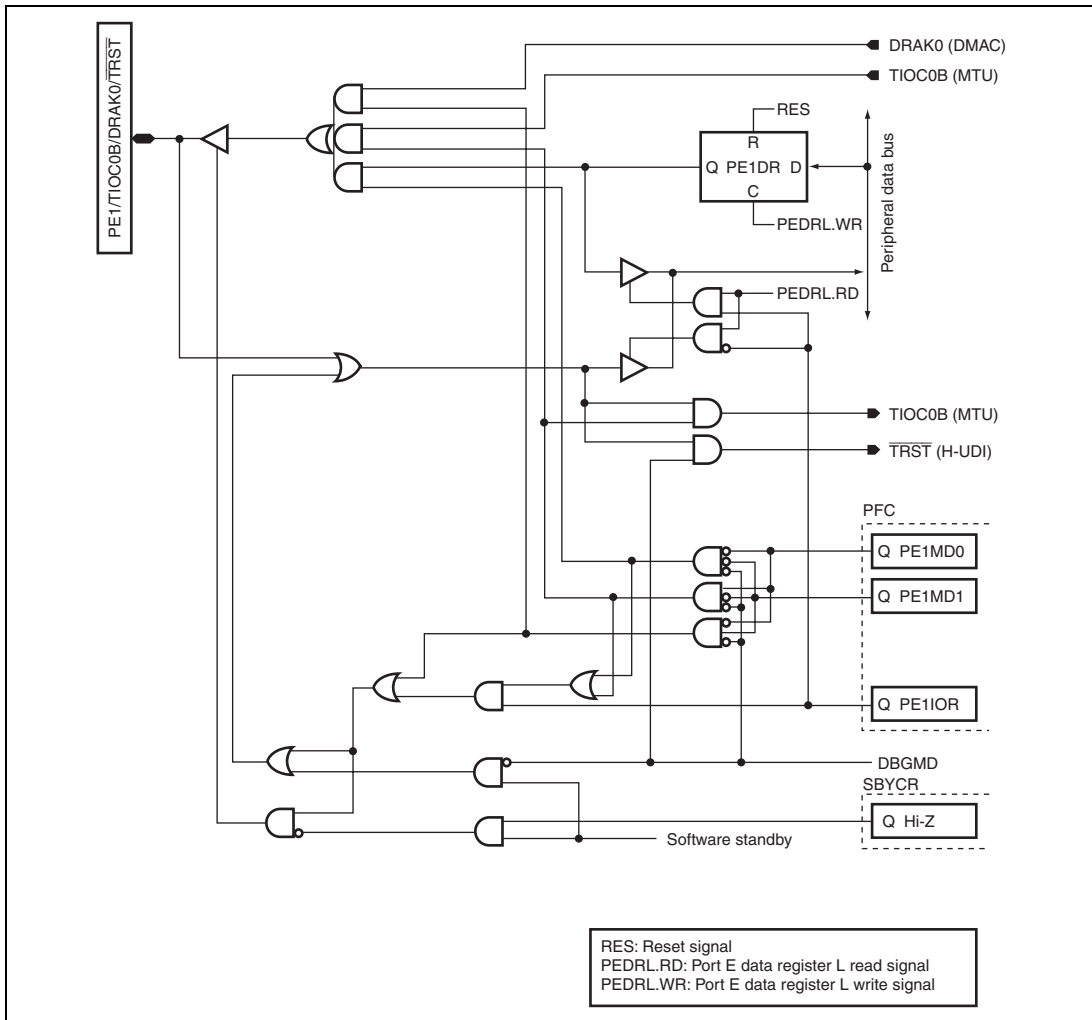 PE1/TIOC0B/DRAK0/T̅R̅S̅T̅
DRAK0 (DMAC)
TIOC0B (MTU)
RES
R
Q PE1DR D
C
PEDRL.WR
Peripheral data bus
PEDRL.RD
TIOC0B (MTU)
T̅R̅S̅T̅ (H-UDI)
PFC
Q PE1MD0
Q PE1MD1
Q PE1IOR
DBGMD
SBYCR
Q Hi-Z
Software standby
RES: Reset signal
PEDRL.RD: Port E data register L read signal
PEDRL.WR: Port E data register L write signal